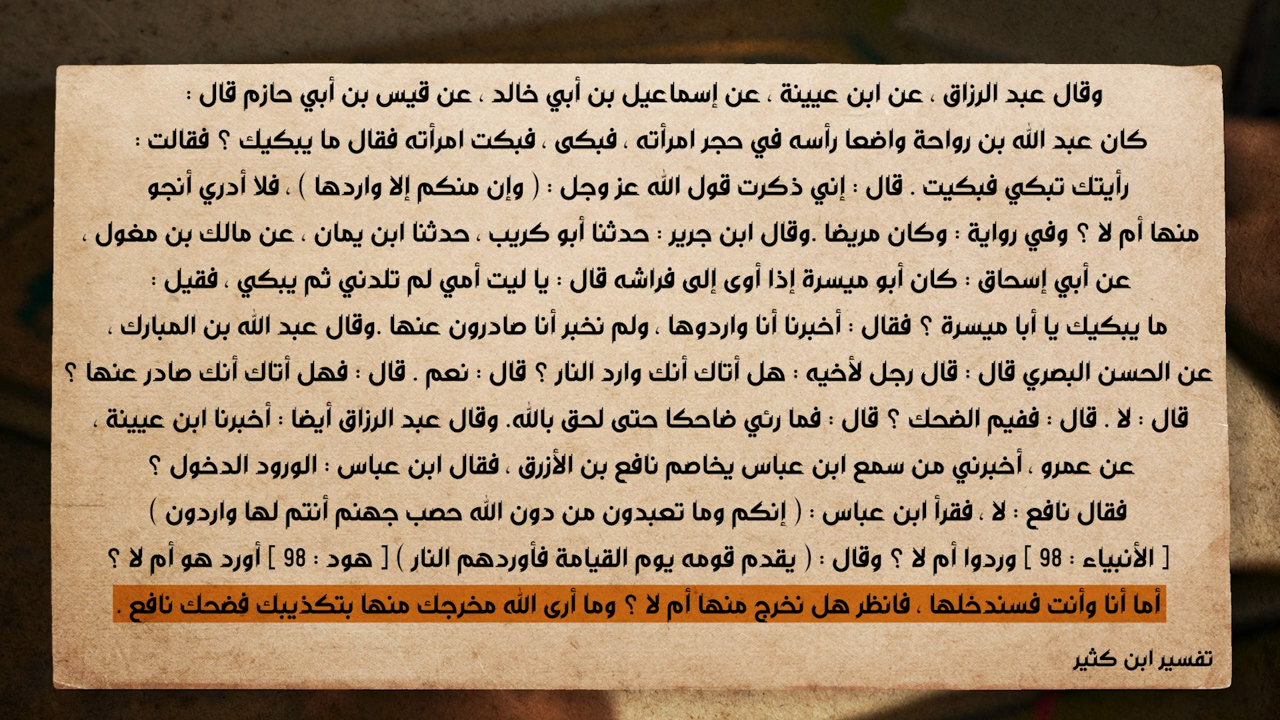 وقال عبد الرزاق ، عن ابن عيينة ، عن إسماعيل بن أبي خالد ، عن قيس بن أبي حازم قال :
كان عبد الله بن رواحة واضعا رأسه في حجر امرأته ، فبكى ، فبكت امرأته فقال ما يبكيك ؟ فقالت :
رأيتك تبكي فبكيت . قال : إني ذكرت قول الله عز وجل : ( وإن منكم إلا واردها ) ، فلا أدري أنجو
منها أم لا ؟ وفي رواية : وكان مريضا .وقال ابن جرير : حدثنا أبو كريب ، حدثنا ابن يمان ، عن مالك بن مغول ،
عن أبي إسحاق : كان أبو ميسرة إذا أوى إلى فراشه قال : يا ليت أمي لم تلدني ثم يبكي ، فقيل :
ما يبكيك يا أبا ميسرة ؟ فقال : أخبرنا أنا واردوها ، ولم نخبر أنا صادرون عنها .وقال عبد الله بن المبارك ،
عن الحسن البصري قال : قال رجل لأخيه : هل أتاك أنك وارد النار ؟ قال : نعم . قال : فهل أتاك أنك صادر عنها ؟
قال : لا . قال : ففيم الضحك ؟ قال : فما رئي ضاحكا حتى لحق بالله. وقال عبد الرزاق أيضا : أخبرنا ابن عيينة ،
عن عمرو ، أخبرني من سمع ابن عباس يخاصم نافع بن الأزرق ، فقال ابن عباس : الورود الدخول ؟
فقال نافع : لا ، فقرأ ابن عباس : ( إنكم وما تعبدون من دون الله حصب جهنم أنتم لها واردون )
[ الأنبياء : 98 ] وردوا أم لا ؟ وقال : ( يقدم قومه يوم القيامة فأوردهم النار ) [ هود : 98 ] أورد هو أم لا ؟
أما أنا وأنت فسندخلها ، فانظر هل نخرج منها أم لا ؟ وما أرى الله مخرجك منها بتكذيبك فضحك نافع .
تفسير ابن كثير